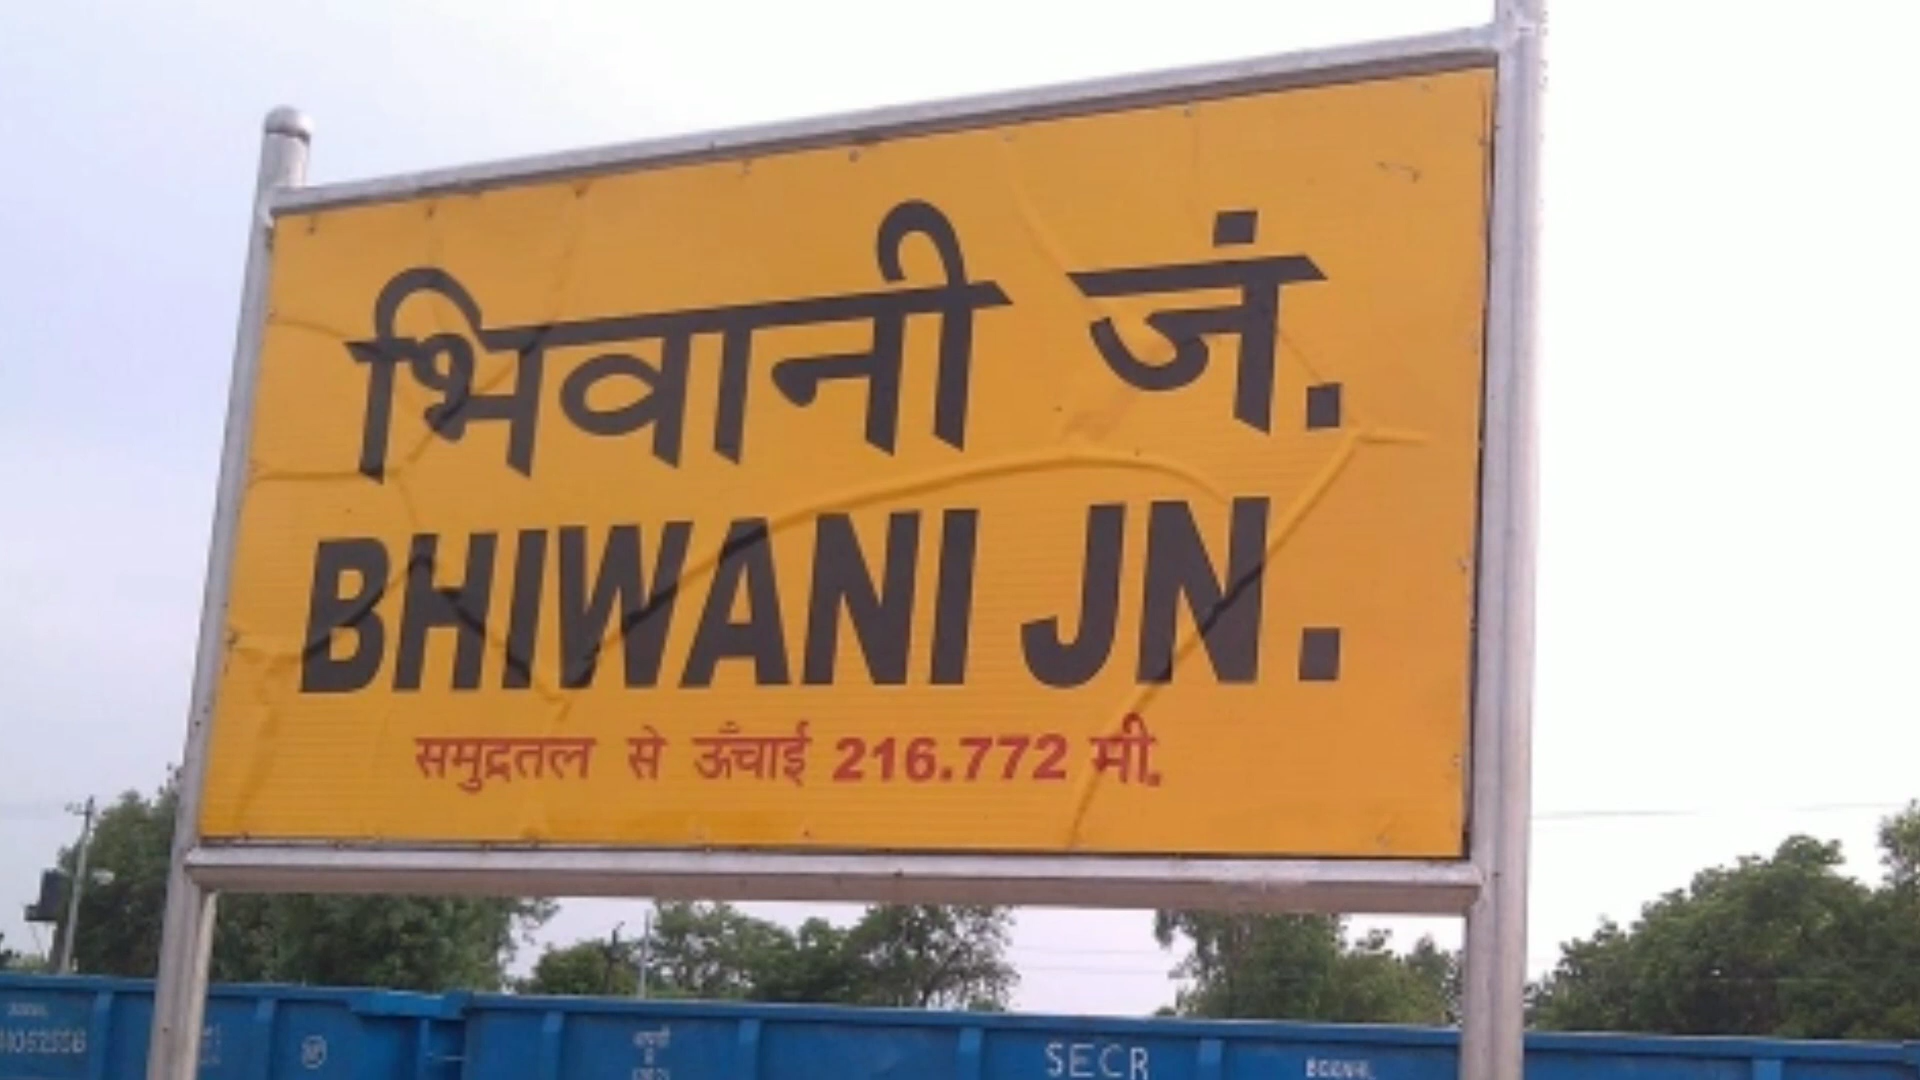 भिवानी जं.
BHIWANI JN.
समुद्रतल से ऊँचाई 216.772 मी.
SECR